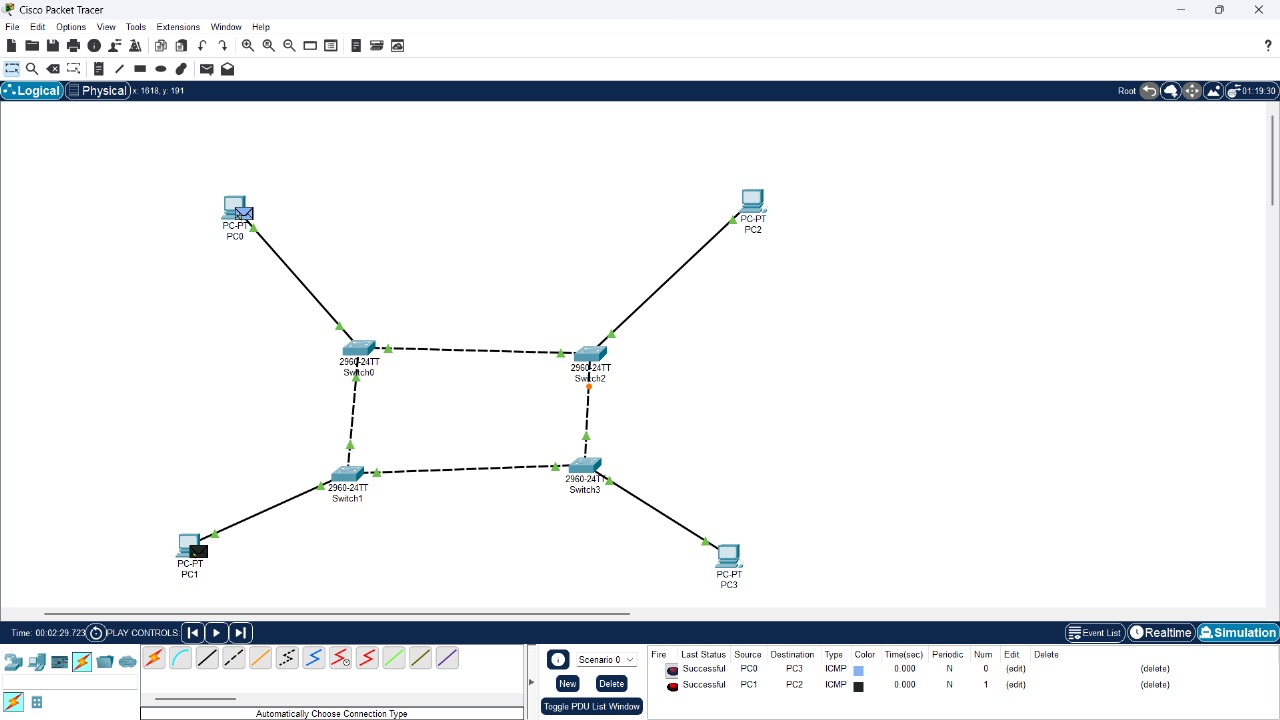 Cisco Packet Tracer
File Edit Options View Tools Extensions Window Help
?
Logical Physical x: 1618, y: 191 Root 01:19:30
PC-PT
PC0
PC-PT
PC2
2960-24TT
Switch0
2960-24TT
Switch2
2960-24TT
Switch1
2960-24TT
Switch3
PC-PT
PC1
PC-PT
PC3
Time: 00:02:29.723 PLAY CONTROLS: Event List Realtime Simulation
Scenario 0
New Delete
Toggle PDU List Window
Fire Last Status Source Destination Type Color Time(sec) Periodic Num Edit Delete
Successful PC0 PC3 ICMP 0.000 N 0 (edit) (delete)
Successful PC1 PC2 ICMP 0.000 N 1 (edit) (delete)
Automatically Choose Connection Type